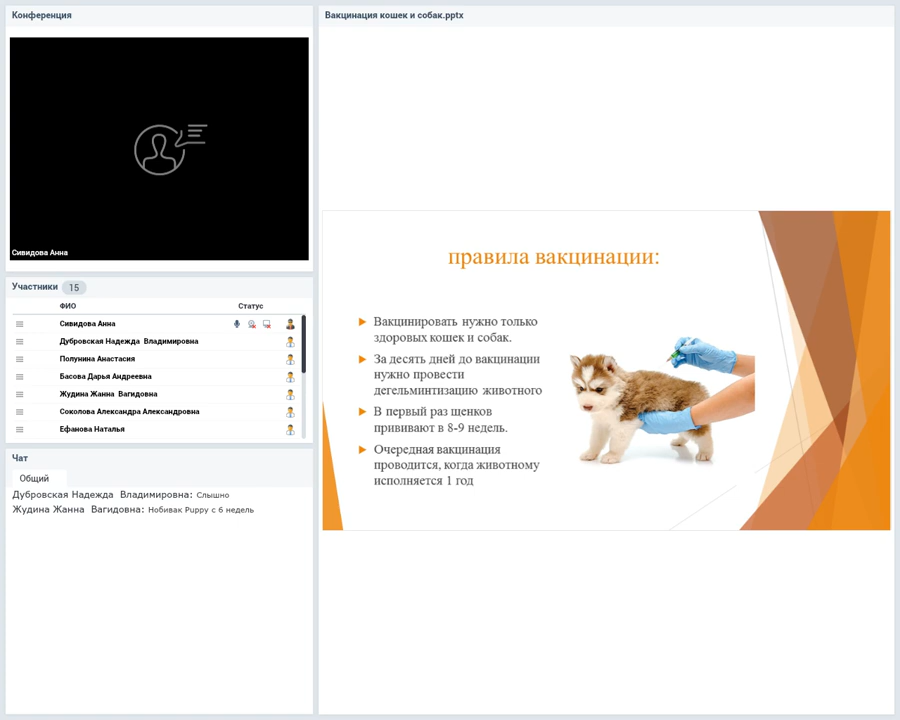 Конференция
Сивидова Анна
Участники 15
ФИО Статус
Сивидова Анна
Дубровская Надежда Владимировна
Полунина Анастасия
Басова Дарья Андреевна
Жудина Жанна Вагидовна
Соколова Александра Александровна
Ефанова Наталья
Чат
Общий
Дубровская Надежда Владимировна: Слышно
Жудина Жанна Вагидовна: Нобивак Puppy с 6 недель
Вакцинация кошек и собак.pptx
правила вакцинации:
Вакцинировать нужно только
здоровых кошек и собак.
За десять дней до вакцинации
нужно провести
дегельминтизацию животного
В первый раз щенков
прививают в 8-9 недель.
Очередная вакцинация
проводится, когда животному
исполняется 1 год